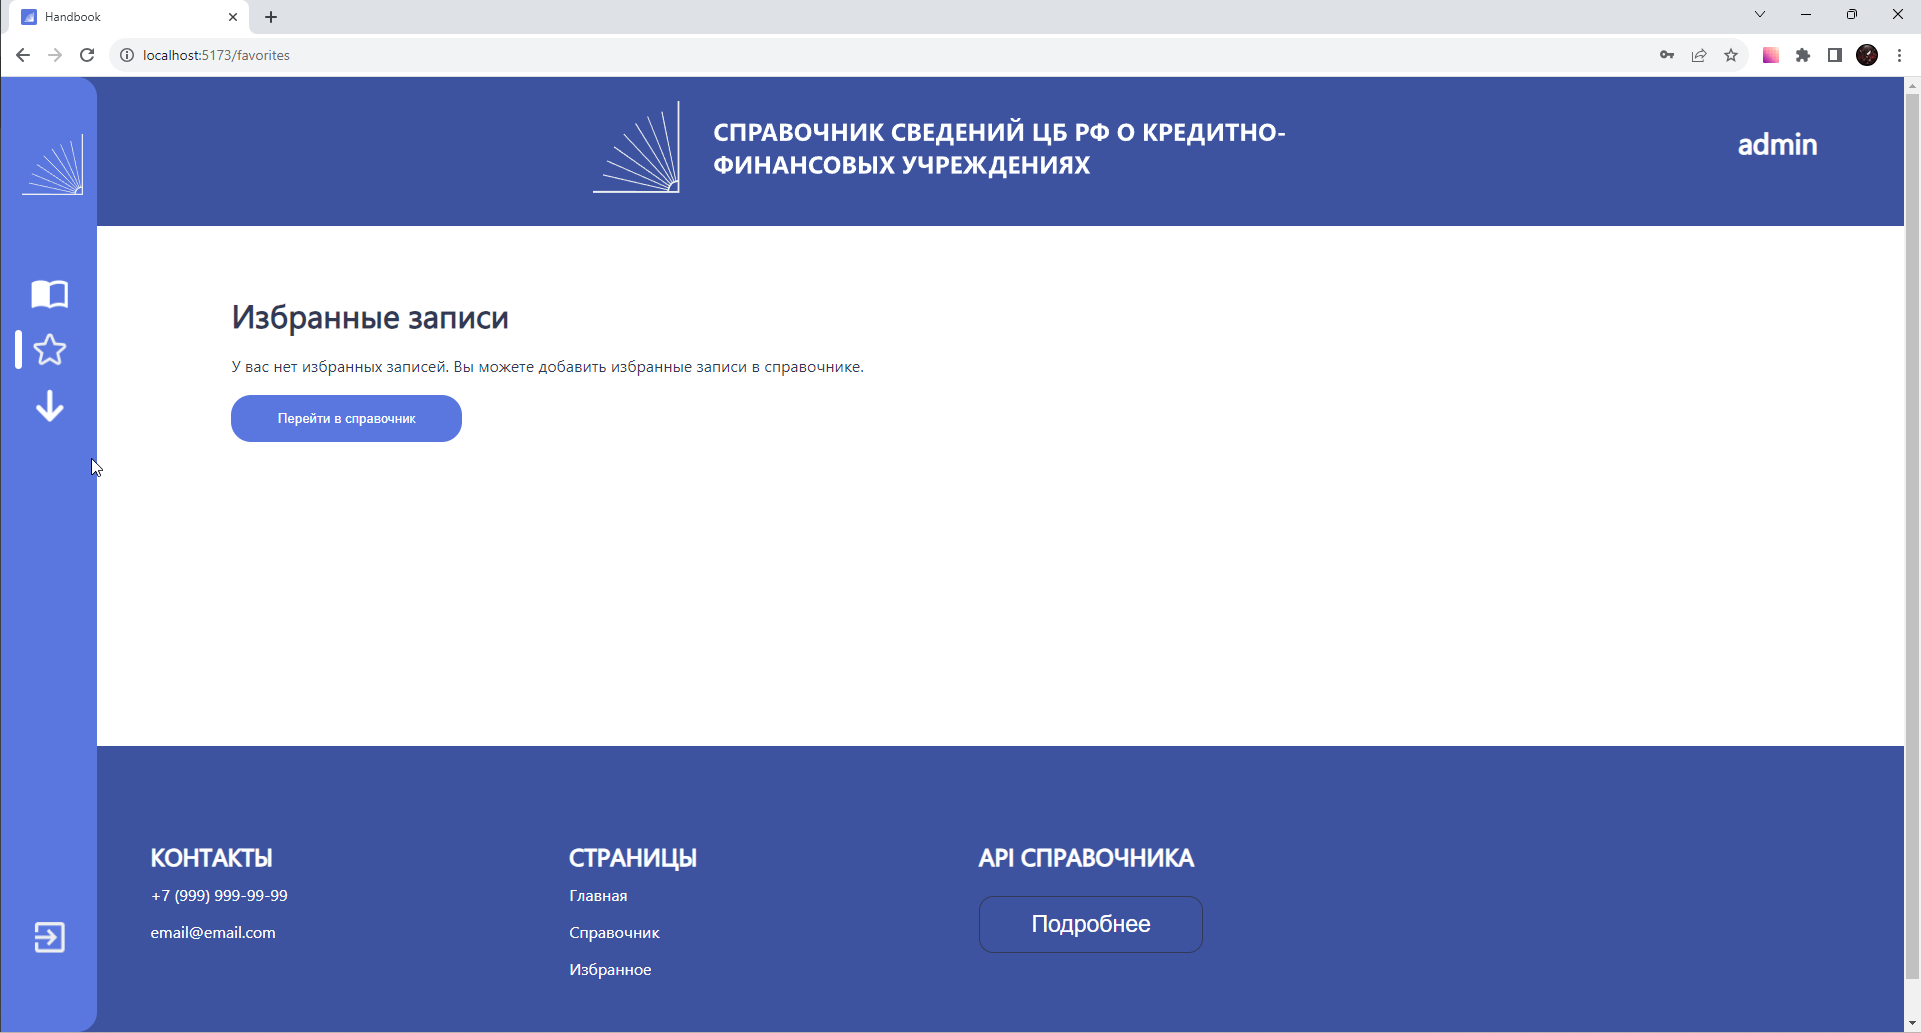 Handbook
localhost:5173/favorites
СПРАВОЧНИК СВЕДЕНИЙ ЦБ РФ О КРЕДИТНО-
ФИНАНСОВЫХ УЧРЕЖДЕНИЯХ
admin
Избранные записи
У вас нет избранных записей. Вы можете добавить избранные записи в справочнике.
Перейти в справочник
КОНТАКТЫ
+7 (999) 999-99-99
email@email.com
СТРАНИЦЫ
Главная
Справочник
Избранное
API СПРАВОЧНИКА
Подробнее